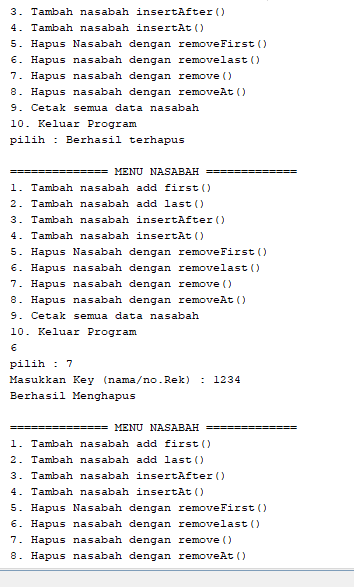 3. Tambah nasabah insertAfter()
4. Tambah nasabah insertAt()
5. Hapus Nasabah dengan removeFirst()
6. Hapus nasabah dengan removelast()
7. Hapus nasabah dengan remove()
8. Hapus nasabah dengan removeAt()
9. Cetak semua data nasabah
10. Keluar Program
pilih : Berhasil terhapus
============== MENU NASABAH =============
1. Tambah nasabah add first()
2. Tambah nasabah add last()
3. Tambah nasabah insertAfter()
4. Tambah nasabah insertAt()
5. Hapus Nasabah dengan removeFirst()
6. Hapus nasabah dengan removelast()
7. Hapus nasabah dengan remove()
8. Hapus nasabah dengan removeAt()
9. Cetak semua data nasabah
10. Keluar Program
6
pilih : 7
Masukkan Key (nama/no.Rek) : 1234
Berhasil Menghapus
============== MENU NASABAH =============
1. Tambah nasabah add first()
2. Tambah nasabah add last()
3. Tambah nasabah insertAfter()
4. Tambah nasabah insertAt()
5. Hapus Nasabah dengan removeFirst()
6. Hapus nasabah dengan removelast()
7. Hapus nasabah dengan remove()
8. Hapus nasabah dengan removeAt()